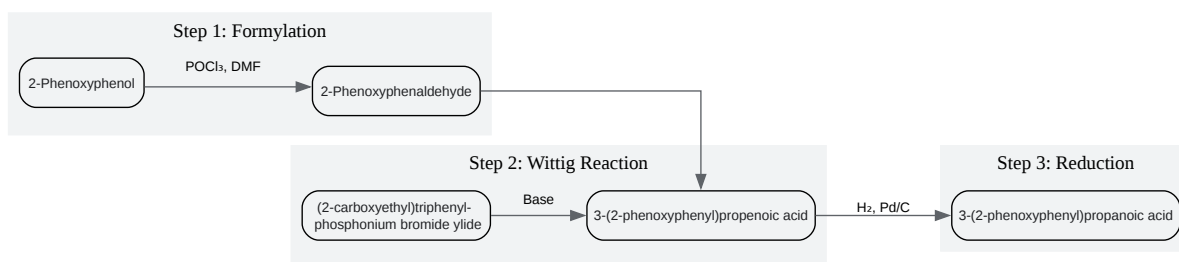 Step 1: Formylation
POCl₃, DMF
2-Phenoxyphenol
2-Phenoxyphenaldehyde
Step 2: Wittig Reaction
(2-carboxyethyl)triphenyl-
phosphonium bromide ylide
Base
3-(2-phenoxyphenyl)propenoic acid
Step 3: Reduction
H₂, Pd/C
3-(2-phenoxyphenyl)propanoic acid